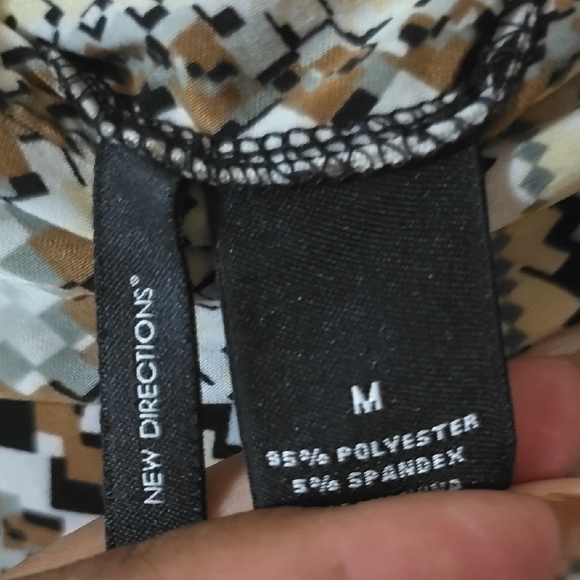 NEW DIRECTIONS®
M
95% POLYESTER
5% SPANDEX